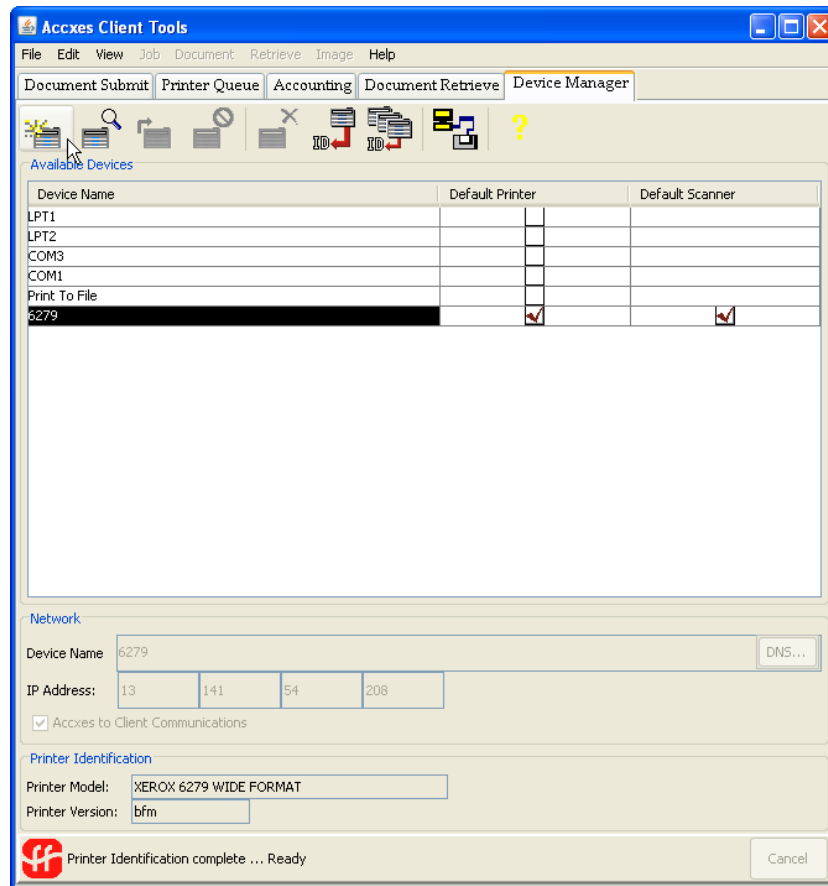 Accxes Client Tools
File Edit View Job Document Retrieve Image Help
Document Submit Printer Queue Accounting Document Retrieve Device Manager
ID ID ?
Available Devices
Device Name Default Printer Default Scanner
LPT1
LPT2
COM3
COM1
Print To File
6279
Network
Device Name 6279 DNS...
IP Address: 13 141 54 208
Accxes to Client Communications
Printer Identification
Printer Model: XEROX 6279 WIDE FORMAT
Printer Version: bfm
Printer Identification complete ... Ready Cancel